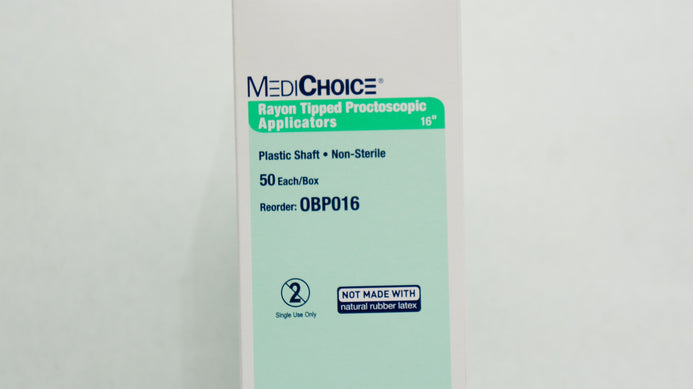 MEDICHOICE®
Rayon Tipped Proctoscopic
Applicators 16"
Plastic Shaft • Non-Sterile
50 Each/Box
Reorder: OBP016
2
Single Use Only
NOT MADE WITH
natural rubber latex